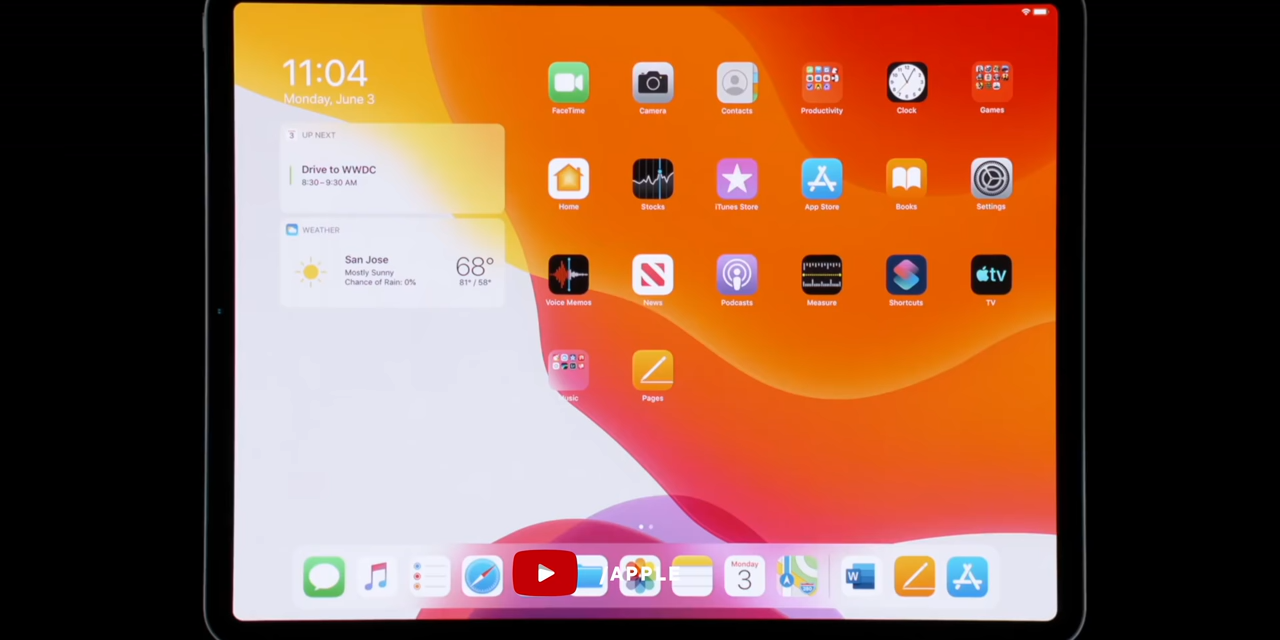 11:04
Monday, June 3
3 UP NEXT
Drive to WWDC
8:30 – 9:30 AM
WEATHER
San Jose
Mostly Sunny
Chance of Rain: 0%
68°
81° / 58°
FaceTime
Camera
Contacts
Productivity
Clock
Games
Home
Stocks
iTunes Store
App Store
Books
Settings
Voice Memos
News
Podcasts
Measure
Shortcuts
tv
TV
Music
Pages
/APPLE
Monday
3
W